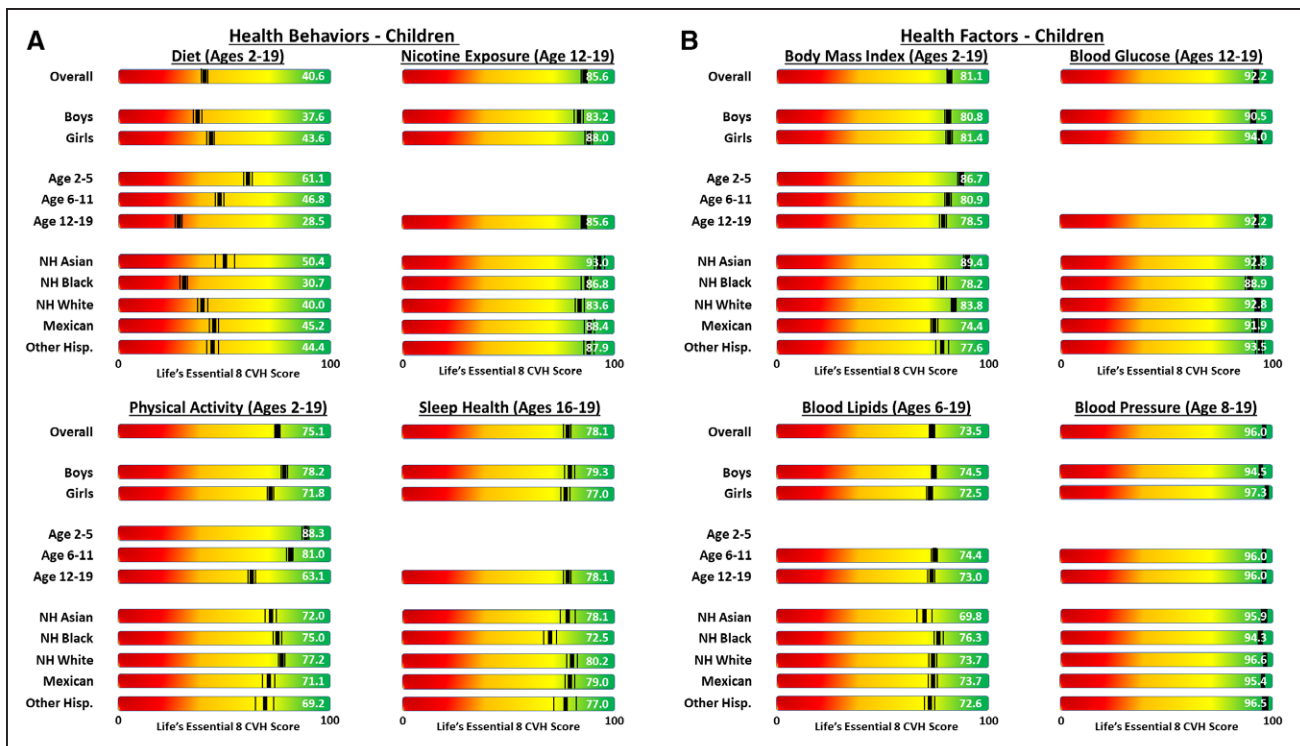 A
Health Behaviors - Children
Diet (Ages 2-19)
Nicotine Exposure (Age 12-19)
Overall 40.6 85.6
Boys 37.6 83.2
Girls 43.6 88.0
Age 2-5 61.1
Age 6-11 46.8
Age 12-19 28.5 85.6
NH Asian 50.4 93.0
NH Black 30.7 86.8
NH White 40.0 83.6
Mexican 45.2 88.4
Other Hisp. 44.4 87.9
0 100 0 100
Life's Essential 8 CVH Score Life's Essential 8 CVH Score
Physical Activity (Ages 2-19) Sleep Health (Ages 16-19)
Overall 75.1 78.1
Boys 78.2 79.3
Girls 71.8 77.0
Age 2-5 88.3
Age 6-11 81.0
Age 12-19 63.1 78.1
NH Asian 72.0 78.1
NH Black 75.0 72.5
NH White 77.2 80.2
Mexican 71.1 79.0
Other Hisp. 69.2 77.0
0 100 0 100
Life's Essential 8 CVH Score Life's Essential 8 CVH Score
B
Health Factors - Children
Body Mass Index (Ages 2-19) Blood Glucose (Ages 12-19)
Overall 81.1 92.2
Boys 80.8 90.5
Girls 81.4 94.0
Age 2-5 86.7
Age 6-11 80.9
Age 12-19 78.5 92.2
NH Asian 89.4 92.8
NH Black 78.2 88.9
NH White 83.8 92.8
Mexican 74.4 91.9
Other Hisp. 77.6 93.5
0 100 0 100
Life's Essential 8 CVH Score Life's Essential 8 CVH Score
Blood Lipids (Ages 6-19) Blood Pressure (Age 8-19)
Overall 73.5 96.0
Boys 74.5 94.5
Girls 72.5 97.3
Age 2-5
Age 6-11 74.4 96.0
Age 12-19 73.0 96.0
NH Asian 69.8 95.9
NH Black 76.3 94.3
NH White 73.7 96.6
Mexican 73.7 95.4
Other Hisp. 72.6 96.5
0 100 0 100
Life's Essential 8 CVH Score Life's Essential 8 CVH Score